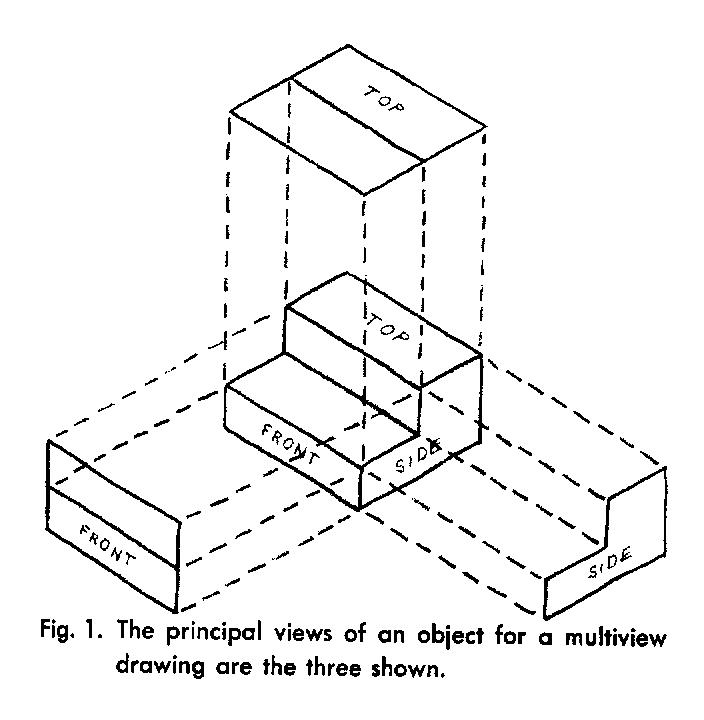 TOP
TOP
FRONT
SIDE
FRONT
SIDE
Fig. 1. The principal views of an object for a multiview
drawing are the three shown.